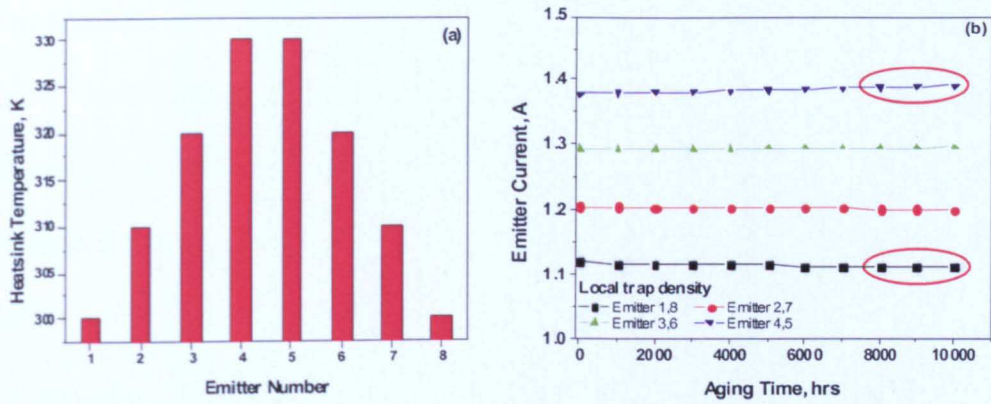 (a)
Heatsink Temperature, K
330
325
320
315
310
305
300
1 2 3 4 5 6 7 8
Emitter Number
(b)
Emitter Current, A
1.5
1.4
1.3
1.2
1.1
1.0
Local trap density
Emitter 1,8 Emitter 2,7
Emitter 3,6 Emitter 4,5
0 2000 4000 6000 8000 10000
Aging Time, hrs